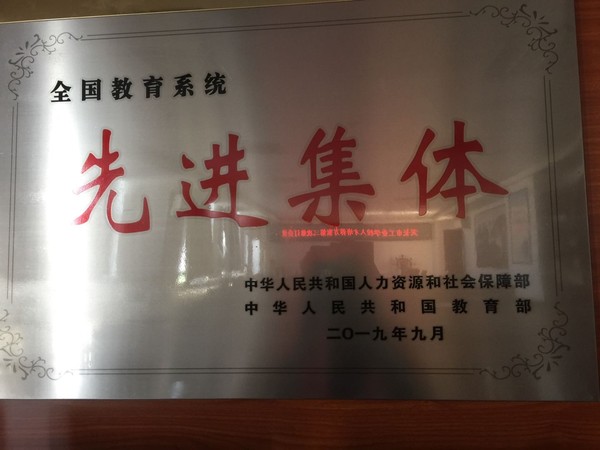 全国教育系统
先进集体
中华人民共和国人力资源和社会保障部
中华人民共和国教育部
二〇一九年九月